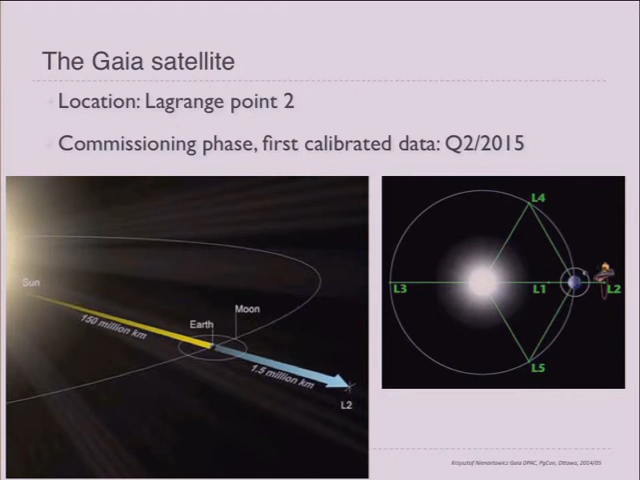 The Gaia satellite
Location: Lagrange point 2
Commissioning phase, first calibrated data: Q2/2015
Sun
150 million km
Earth
Moon
1.5 million km
L2
L4
L3
L1
L2
L5
Krzysztof Nienartowicz Gaia DPAC, PgCon, Ottawa, 2014/05